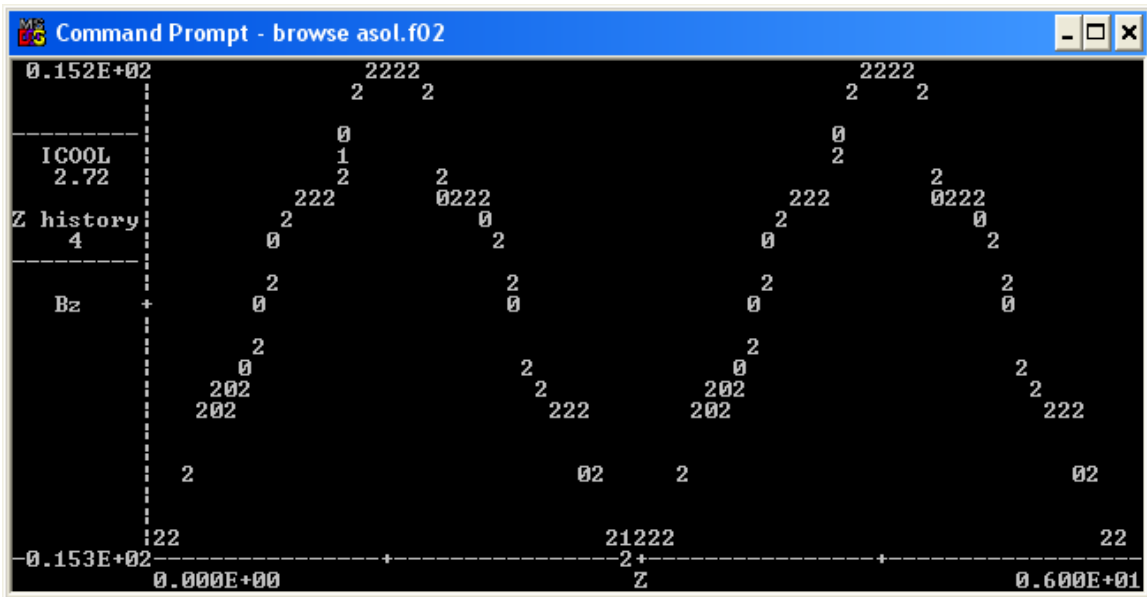 Command Prompt - browse asol.f02
0.152E+02 2222 2222
2 2 2 2
0 0
ICOOL 1 2
2.72 2 2 2
222 0222 222 0222
Z history 2 0 2 0
4 0 2 0 2
2 2 2 2
Bz + 0 0 0 0
2 2
0 2 0 2
202 2 202 2
202 222 202 222
2 02 2 02
22 21222 22
-0.153E+02---------------+---------------2+---------------+----------------
0.000E+00 Z 0.600E+01